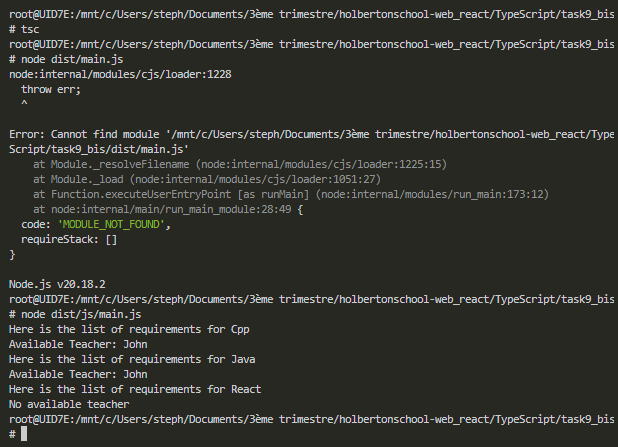 root@UID7E:/mnt/c/Users/steph/Documents/3ème trimestre/holbertonschool-web_react/TypeScript/task9_bis
# tsc
root@UID7E:/mnt/c/Users/steph/Documents/3ème trimestre/holbertonschool-web_react/TypeScript/task9_bis
# node dist/main.js
node:internal/modules/cjs/loader:1228
  throw err;
  ^
Error: Cannot find module '/mnt/c/Users/steph/Documents/3ème trimestre/holbertonschool-web_react/Type
Script/task9_bis/dist/main.js'
    at Module._resolveFilename (node:internal/modules/cjs/loader:1225:15)
    at Module._load (node:internal/modules/cjs/loader:1051:27)
    at Function.executeUserEntryPoint [as runMain] (node:internal/modules/run_main:173:12)
    at node:internal/main/run_main_module:28:49 {
  code: 'MODULE_NOT_FOUND',
  requireStack: []
}
Node.js v20.18.2
root@UID7E:/mnt/c/Users/steph/Documents/3ème trimestre/holbertonschool-web_react/TypeScript/task9_bis
# node dist/js/main.js
Here is the list of requirements for Cpp
Available Teacher: John
Here is the list of requirements for Java
Available Teacher: John
Here is the list of requirements for React
No available teacher
root@UID7E:/mnt/c/Users/steph/Documents/3ème trimestre/holbertonschool-web_react/TypeScript/task9_bis
#